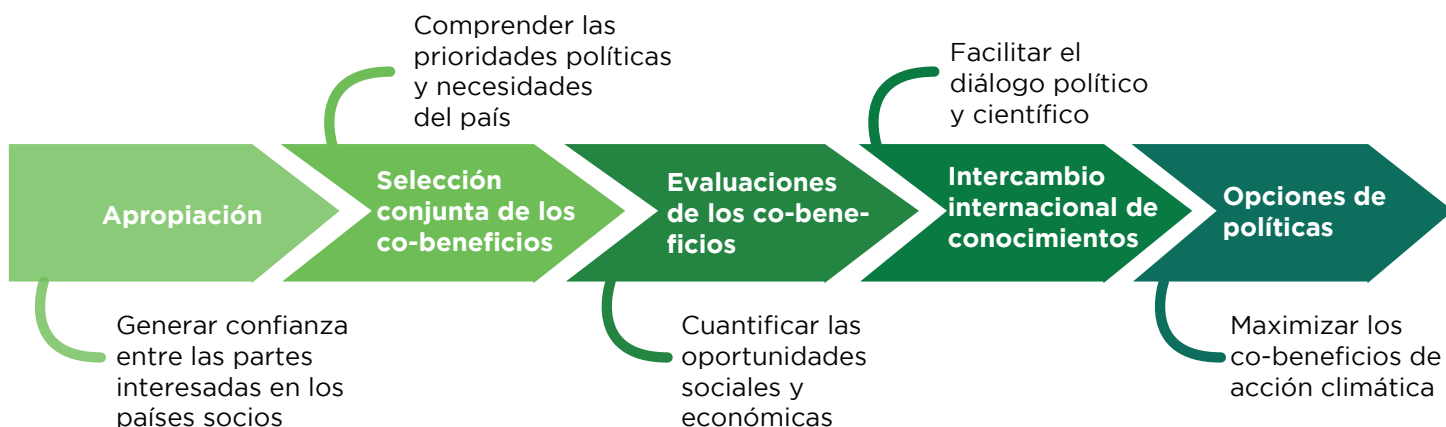 Comprender las
prioridades políticas
y necesidades
del país
Facilitar el
diálogo político
y científico
Apropiación
Selección
conjunta de los
co-beneficios
Evaluaciones
de los co-bene-
ficios
Intercambio
internacional de
conocimientos
Opciones de
políticas
Generar confianza
entre las partes
interesadas en los
países socios
Cuantificar las
oportunidades
sociales y
económicas
Maximizar los
co-beneficios de
acción climática